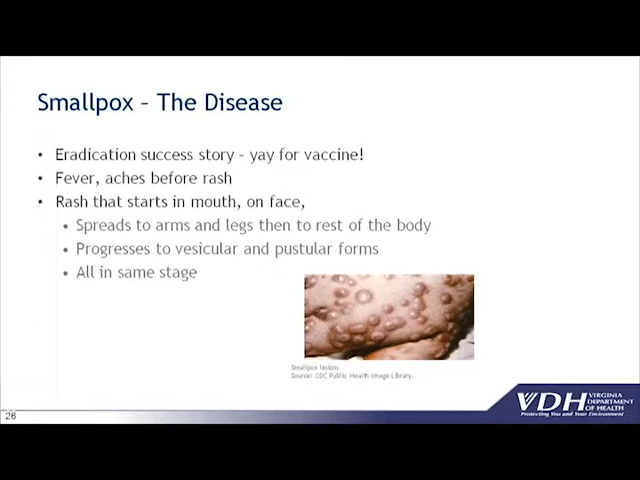 Smallpox – The Disease
• Eradication success story – yay for vaccine!
• Fever, aches before rash
• Rash that starts in mouth, on face,
• Spreads to arms and legs then to rest of the body
• Progresses to vesicular and pustular forms
• All in same stage
Smallpox lesions
Source: CDC Public Health Image Library.
26
VDH VIRGINIA
DEPARTMENT
OF HEALTH
Protecting You and Your Environment